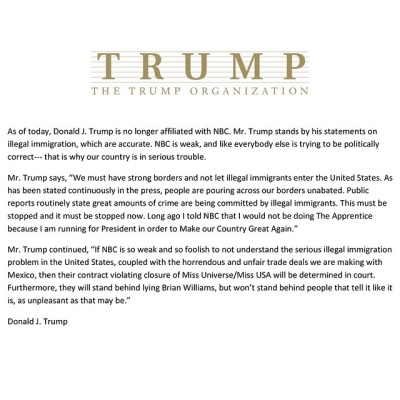 TRUMP
THE TRUMP ORGANIZATION
As of today, Donald J. Trump is no longer affiliated with NBC. Mr. Trump stands by his statements on
illegal immigration, which are accurate. NBC is weak, and like everybody else is trying to be politically
correct--- that is why our country is in serious trouble.
Mr. Trump says, “We must have strong borders and not let illegal immigrants enter the United States. As
has been stated continuously in the press, people are pouring across our borders unabated. Public
reports routinely state great amounts of crime are being committed by illegal immigrants. This must be
stopped and it must be stopped now. Long ago I told NBC that I would not be doing The Apprentice
because I am running for President in order to Make our Country Great Again.”
Mr. Trump continued, “If NBC is so weak and so foolish to not understand the serious illegal immigration
problem in the United States, coupled with the horrendous and unfair trade deals we are making with
Mexico, then their contract violating closure of Miss Universe/Miss USA will be determined in court.
Furthermore, they will stand behind lying Brian Williams, but won’t stand behind people that tell it like it
is, as unpleasant as that may be.”
Donald J. Trump